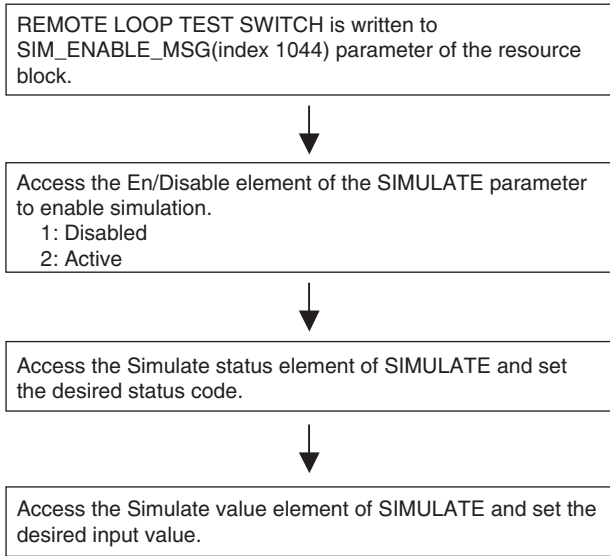 REMOTE LOOP TEST SWITCH is written to
SIM_ENABLE_MSG(index 1044) parameter of the resource
block.
Access the En/Disable element of the SIMULATE parameter
to enable simulation.
1: Disabled
2: Active
Access the Simulate status element of SIMULATE and set
the desired status code.
Access the Simulate value element of SIMULATE and set the
desired input value.